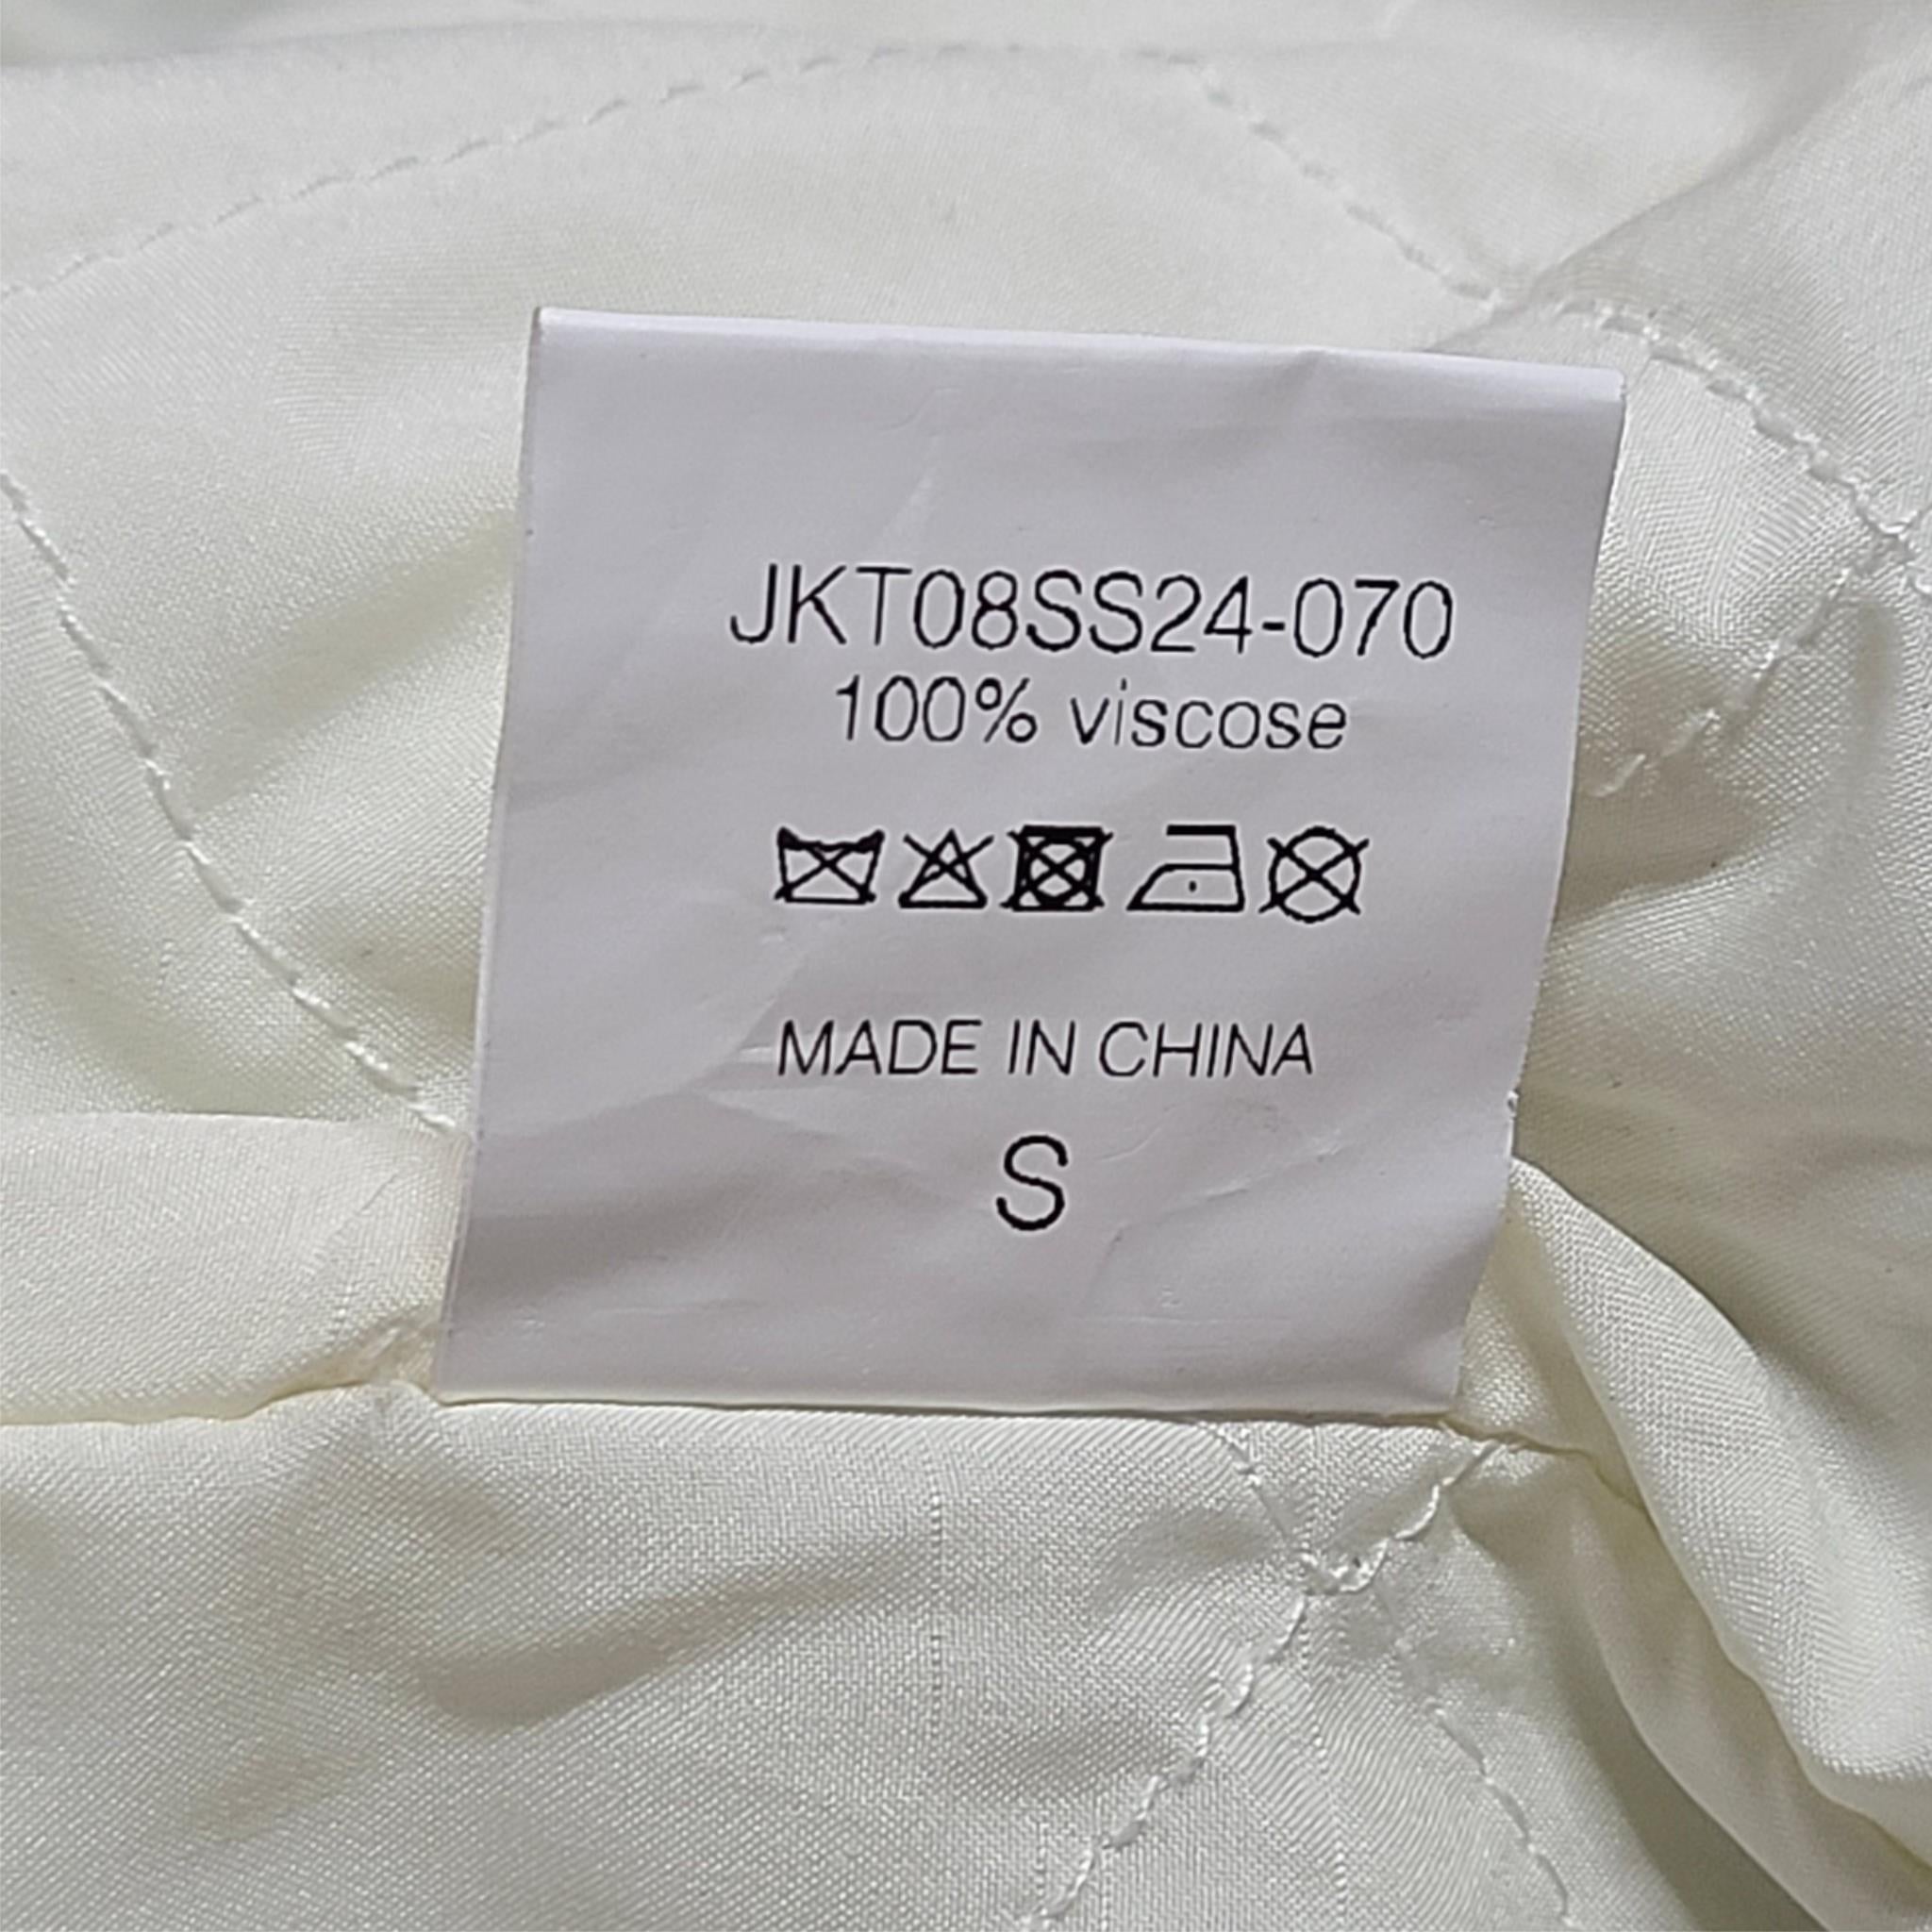 JKT08SS24-070
100% viscose
MADE IN CHINA
S